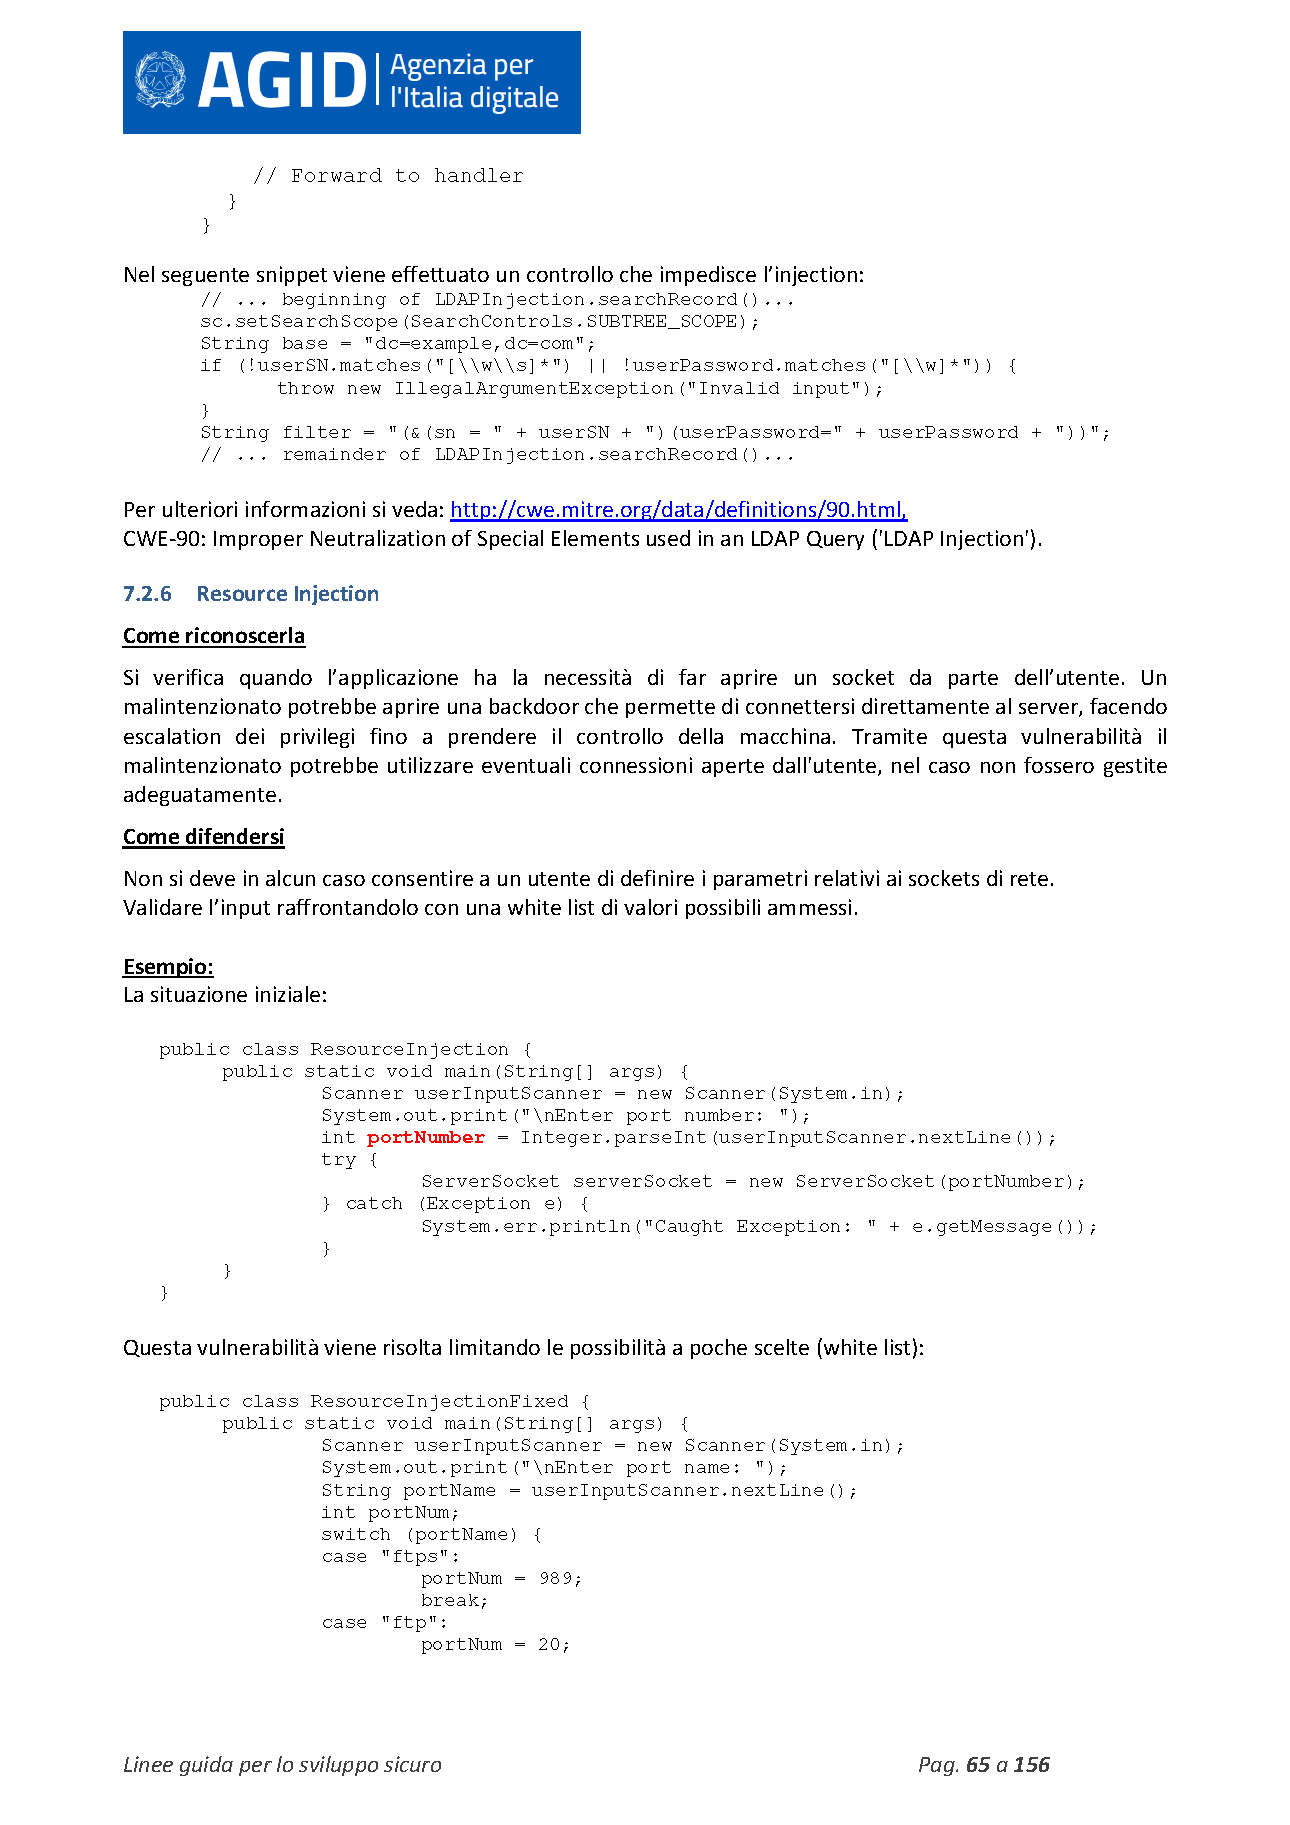 AGID
Agenzia per
l'Italia digitale
// Forward to handler
}
}
Nel seguente snippet viene effettuato un controllo che impedisce l’injection:
// ... beginning of LDAPInjection.searchRecord()...
sc.setSearchScope(SearchControls.SUBTREE_SCOPE);
String base = "dc=example,dc=com";
if (!userSN.matches("[\\w\\s]*") || !userPassword.matches("[\\w]*")) {
throw new IllegalArgumentException("Invalid input");
}
String filter = "(&(sn = " + userSN + ")(userPassword=" + userPassword + "))";
// ... remainder of LDAPInjection.searchRecord()...
Per ulteriori informazioni si veda: http://cwe.mitre.org/data/definitions/90.html,
CWE-90: Improper Neutralization of Special Elements used in an LDAP Query ('LDAP Injection').
7.2.6 Resource Injection
Come riconoscerla
Si verifica quando l’applicazione ha la necessità di far aprire un socket da parte dell’utente. Un
malintenzionato potrebbe aprire una backdoor che permette di connettersi direttamente al server, facendo
escalation dei privilegi fino a prendere il controllo della macchina. Tramite questa vulnerabilità il
malintenzionato potrebbe utilizzare eventuali connessioni aperte dall'utente, nel caso non fossero gestite
adeguatamente.
Come difendersi
Non si deve in alcun caso consentire a un utente di definire i parametri relativi ai sockets di rete.
Validare l’input raffrontandolo con una white list di valori possibili ammessi.
Esempio:
La situazione iniziale:
public class ResourceInjection {
public static void main(String[] args) {
Scanner userInputScanner = new Scanner(System.in);
System.out.print("\nEnter port number: ");
int portNumber = Integer.parseInt(userInputScanner.nextLine());
try {
ServerSocket serverSocket = new ServerSocket(portNumber);
} catch (Exception e) {
System.err.println("Caught Exception: " + e.getMessage());
}
}
}
Questa vulnerabilità viene risolta limitando le possibilità a poche scelte (white list):
public class ResourceInjectionFixed {
public static void main(String[] args) {
Scanner userInputScanner = new Scanner(System.in);
System.out.print("\nEnter port name: ");
String portName = userInputScanner.nextLine();
int portNum;
switch (portName) {
case "ftps":
portNum = 989;
break;
case "ftp":
portNum = 20;
Linee guida per lo sviluppo sicuro Pag. 65 a 156